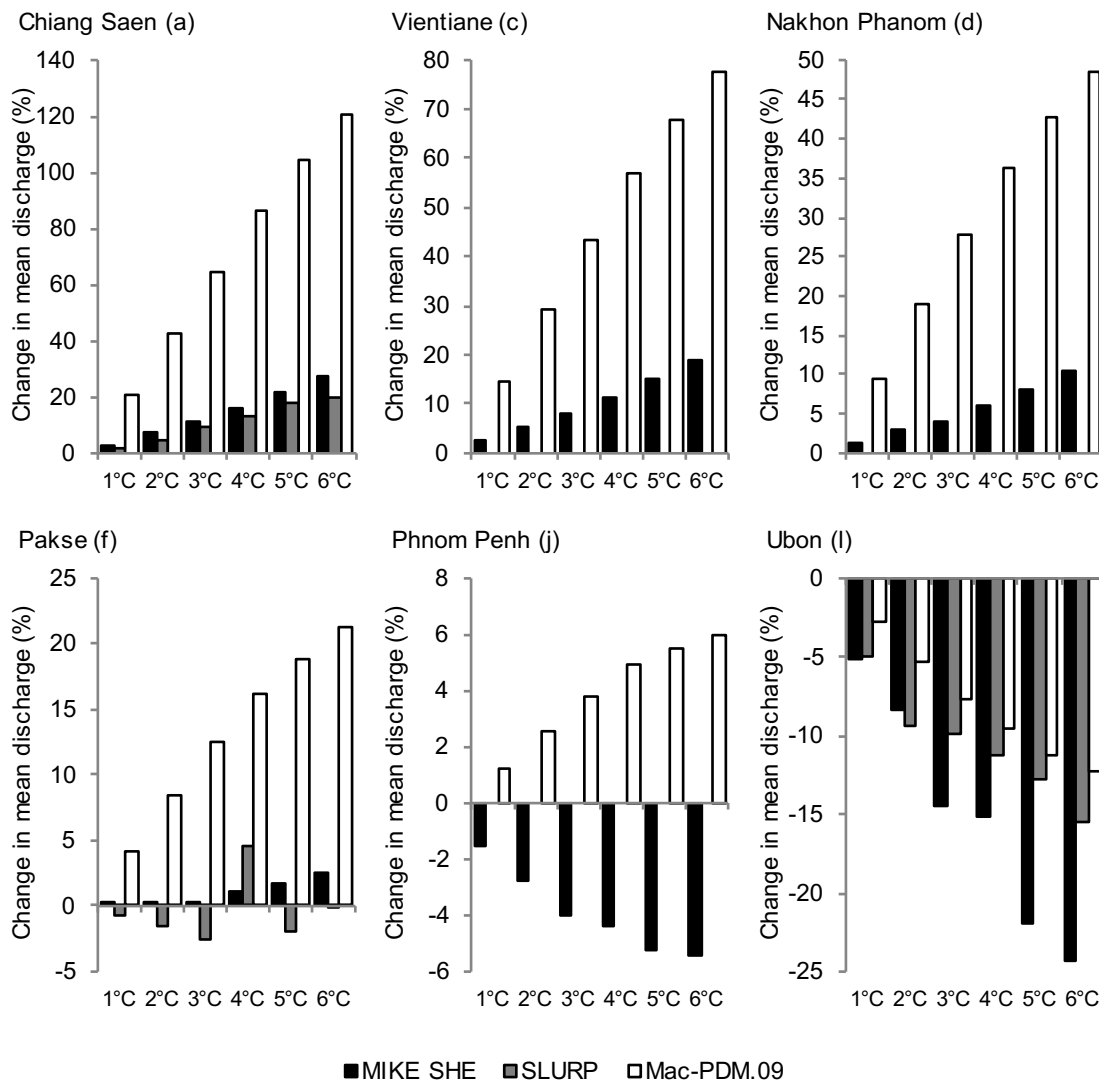 Chiang Saen (a)
Change in mean discharge (%)
140
120
100
80
60
40
20
0
1°C 2°C 3°C 4°C 5°C 6°C
Vientiane (c)
Change in mean discharge (%)
80
70
60
50
40
30
20
10
0
1°C 2°C 3°C 4°C 5°C 6°C
Nakhon Phanom (d)
Change in mean discharge (%)
50
45
40
35
30
25
20
15
10
5
0
1°C 2°C 3°C 4°C 5°C 6°C
Pakse (f)
Change in mean discharge (%)
25
20
15
10
5
0
-5
1°C 2°C 3°C 4°C 5°C 6°C
Phnom Penh (j)
Change in mean discharge (%)
8
6
4
2
0
-2
-4
-6
1°C 2°C 3°C 4°C 5°C 6°C
Ubon (l)
Change in mean discharge (%)
0
-5
-10
-15
-20
-25
1°C 2°C 3°C 4°C 5°C 6°C
MIKE SHE SLURP Mac-PDM.09